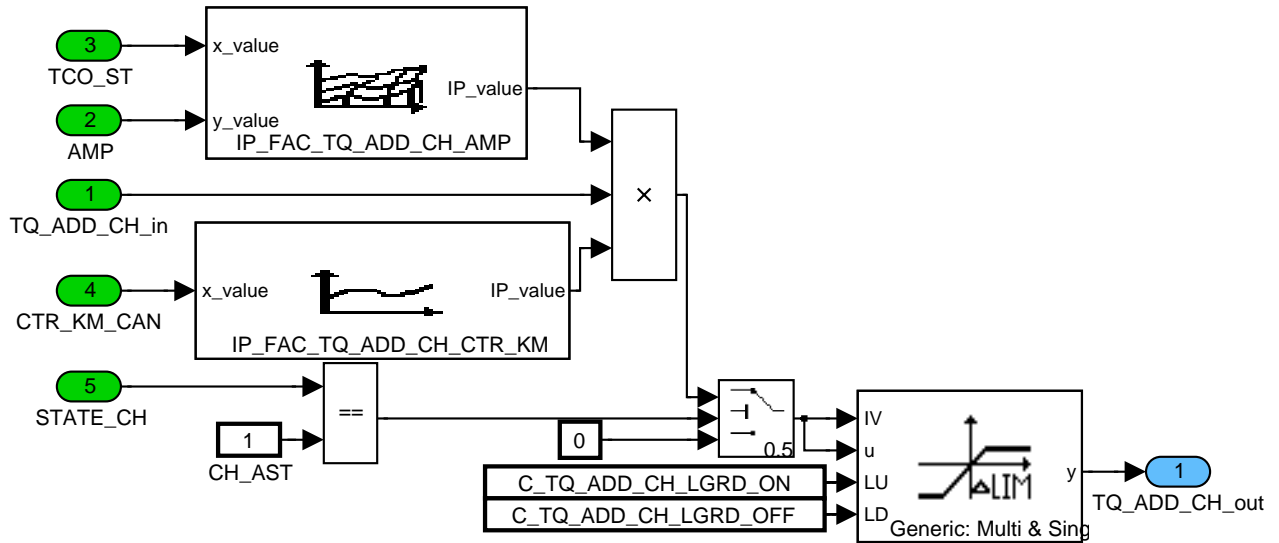 3
TCO_ST
x_value
IP_value
2
AMP
y_value
IP_FAC_TQ_ADD_CH_AMP
1
TQ_ADD_CH_in
×
4
CTR_KM_CAN
x_value
IP_value
IP_FAC_TQ_ADD_CH_CTR_KM
5
STATE_CH
==
1
CH_AST
0
0.5
C_TQ_ADD_CH_LGRD_ON
C_TQ_ADD_CH_LGRD_OFF
IV
u
LU
LD
LIM
y
Generic: Multi & Sing
1
TQ_ADD_CH_out